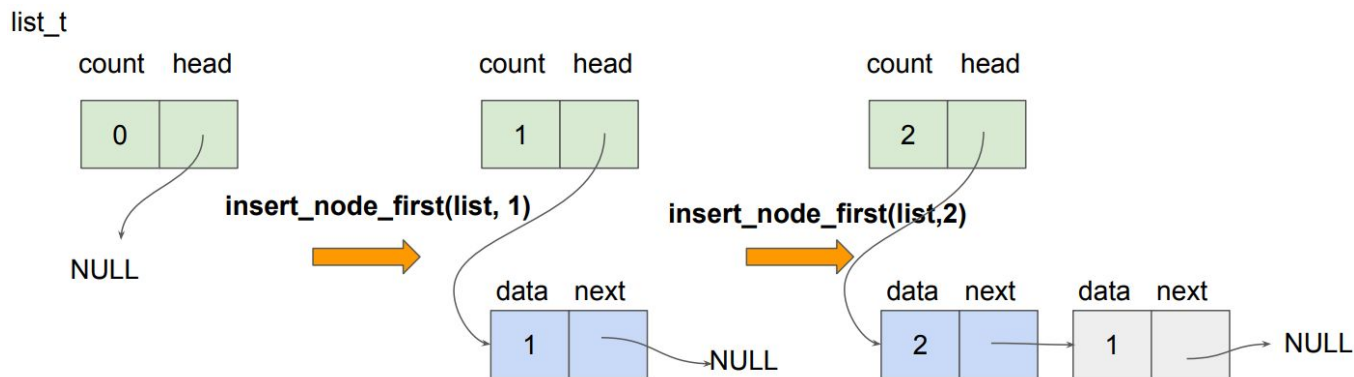 list_t
count head count head count head
0 1 2
insert_node_first(list, 1) insert_node_first(list,2)
NULL
data next data next data next
1 NULL 2 1 NULL